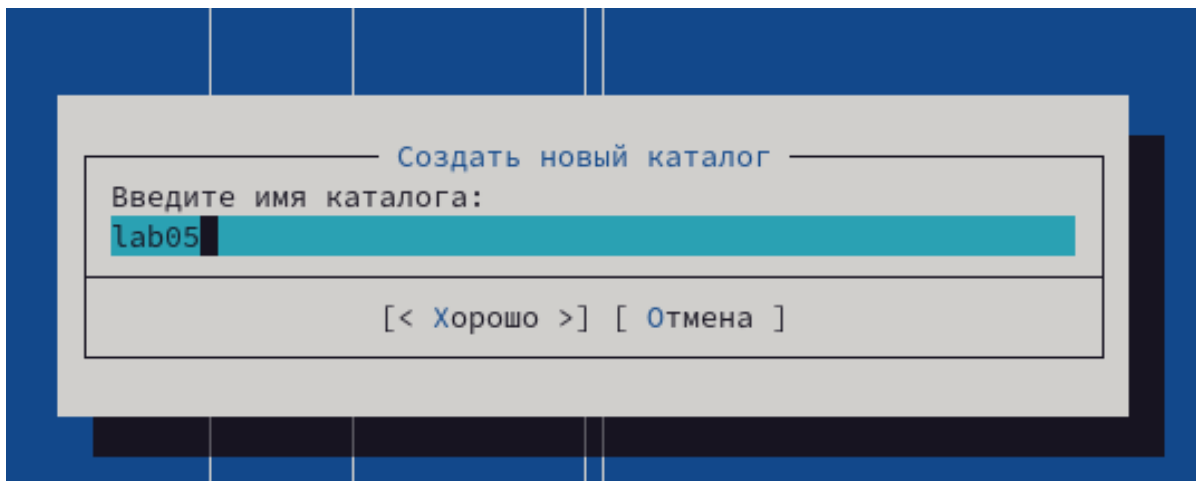 Создать новый каталог
Введите имя каталога:
lab05
[< Хорошо >] [ Отмена ]